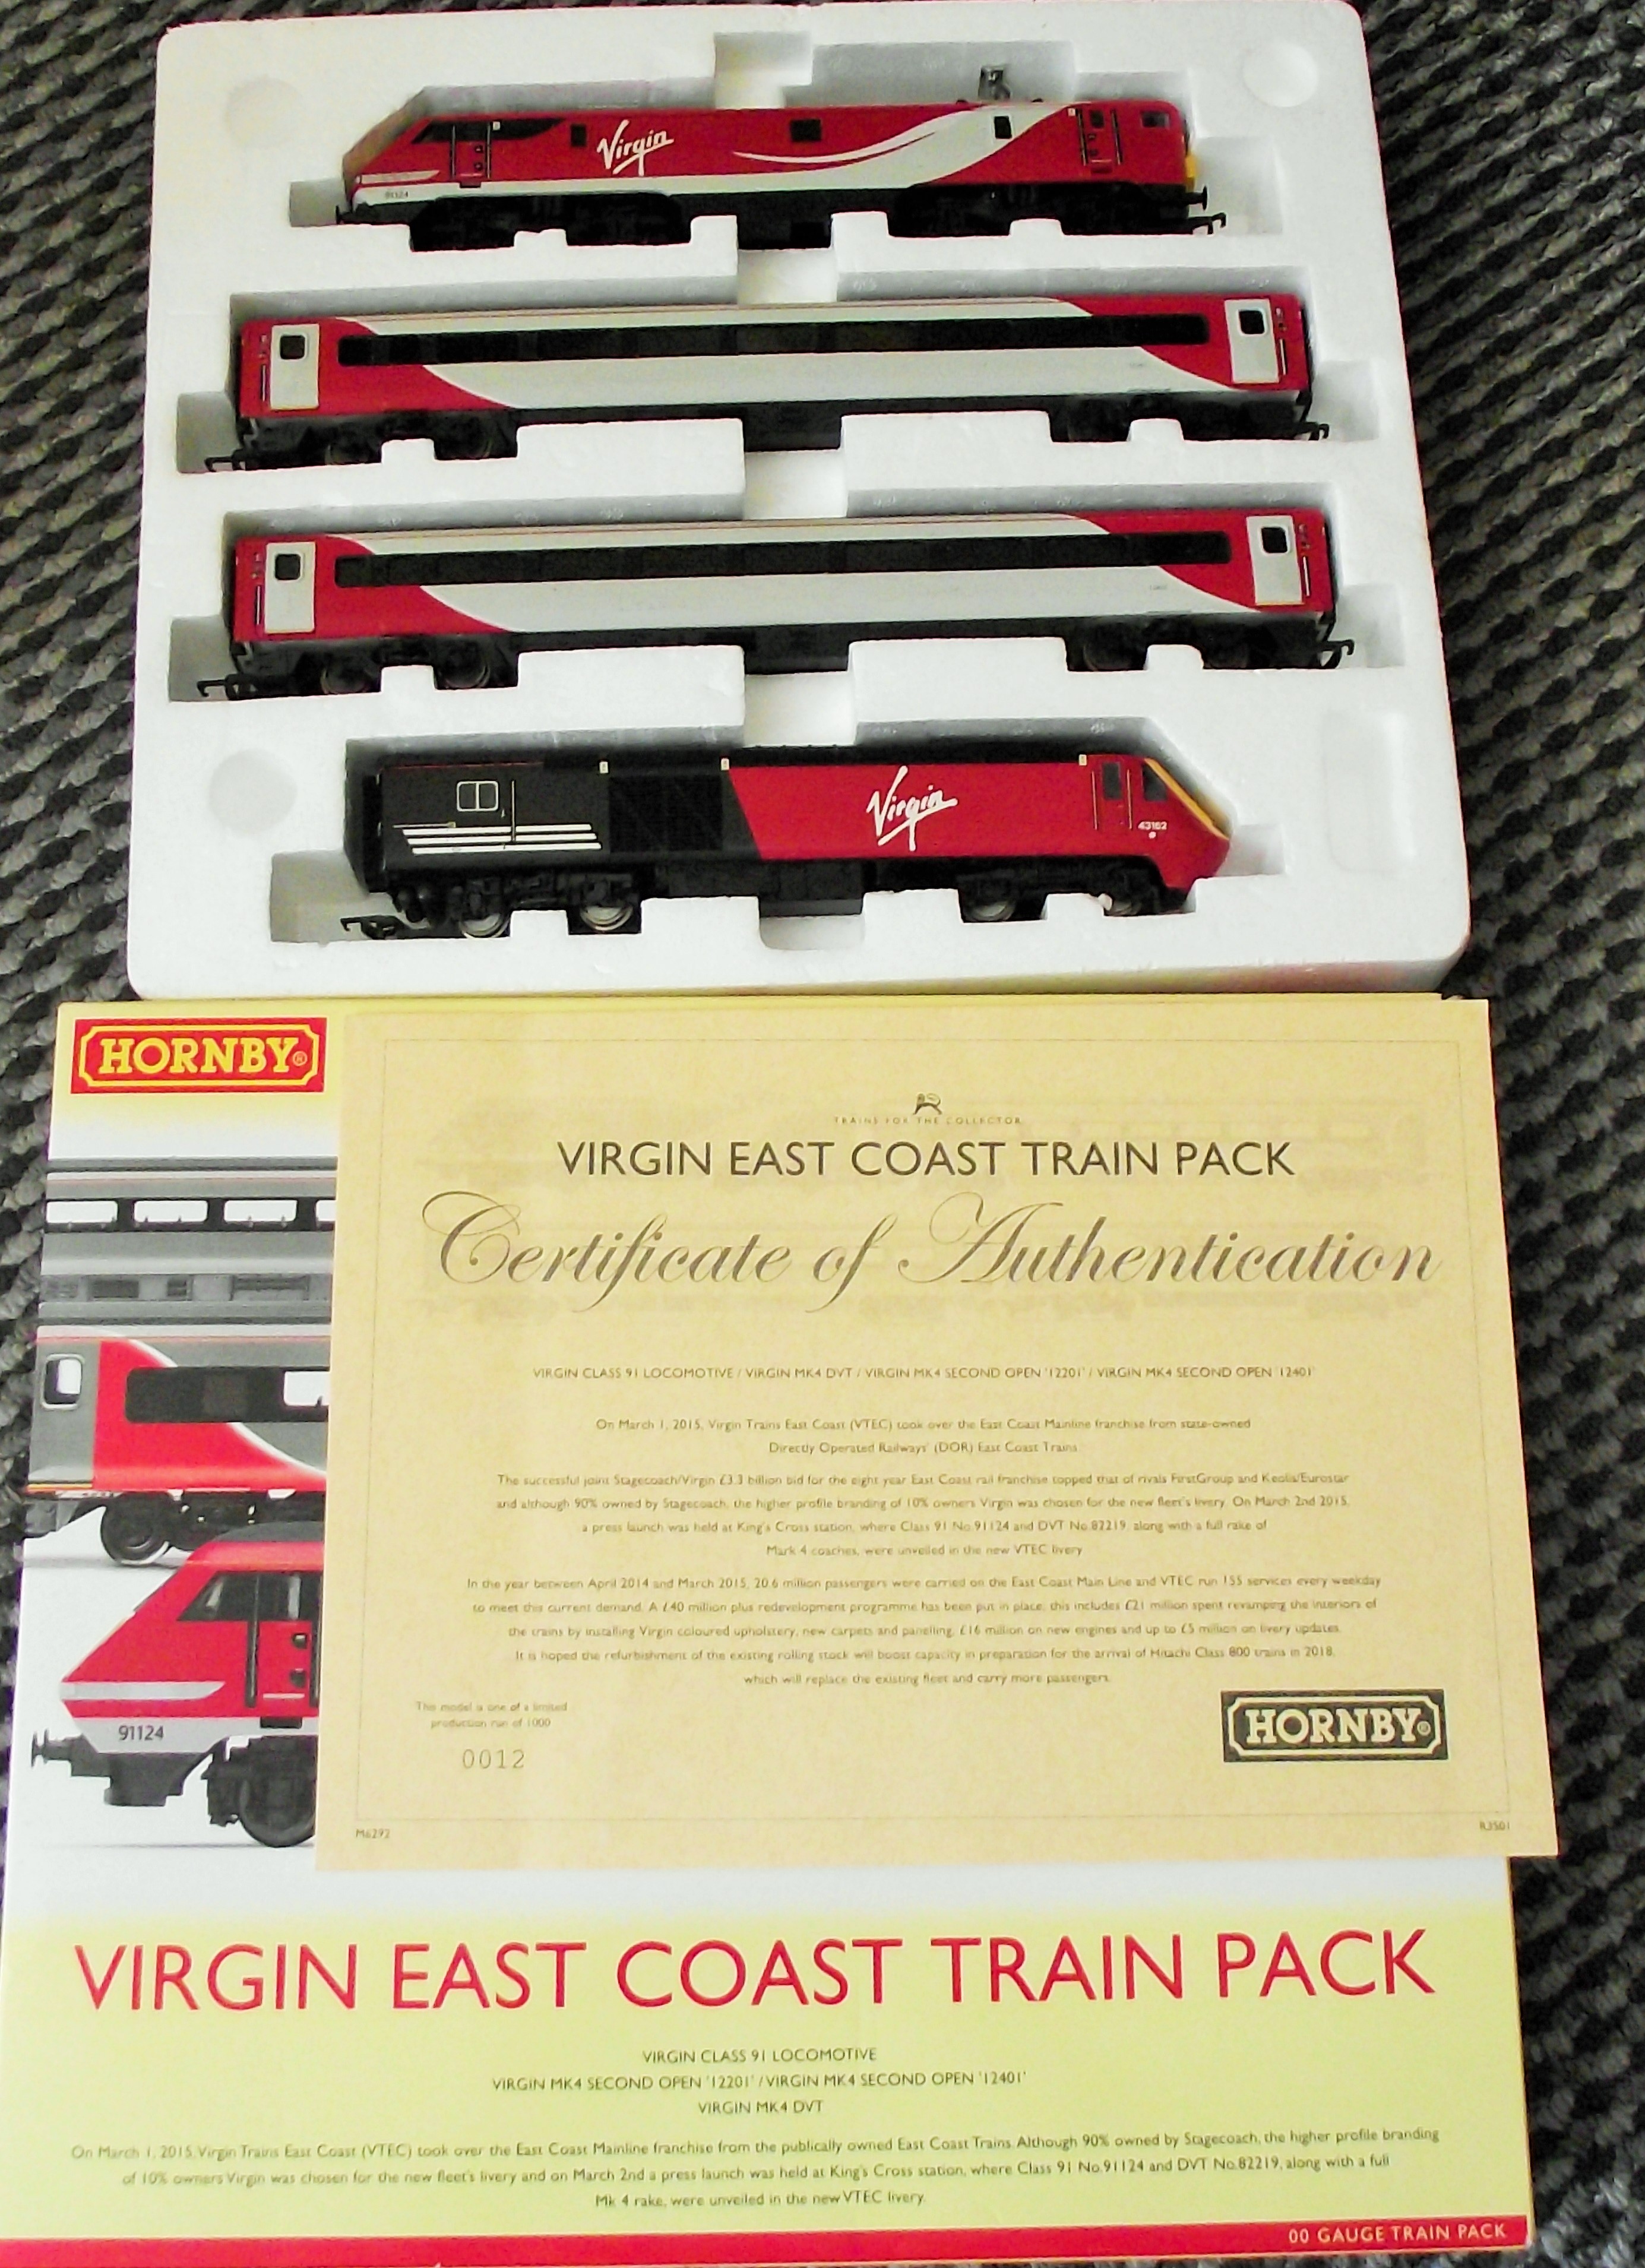 Virgin
91124
Virgin
43162
HORNBY®
TRAINS FOR THE COLLECTOR
VIRGIN EAST COAST TRAIN PACK
Certificate of Authentication
VIRGIN CLASS 91 LOCOMOTIVE / VIRGIN MK4 DVT / VIRGIN MK4 SECOND OPEN '12201' / VIRGIN MK4 SECOND OPEN '12401'
On March 1, 2015, Virgin Trains East Coast (VTEC) took over the East Coast Mainline franchise from state-owned
Directly Operated Railways' (DOR) East Coast Trains.
The successful joint Stagecoach/Virgin £3.3 billion bid for the eight year East Coast rail franchise topped that of rivals FirstGroup and Keolis/Eurostar
and although 90% owned by Stagecoach, the higher profile branding of 10% owners Virgin was chosen for the new fleet's livery. On March 2nd 2015,
a press launch was held at King's Cross station, where Class 91 No.91124 and DVT No.82219, along with a full rake of
Mark 4 coaches, were unveiled in the new VTEC livery.
In the year between April 2014 and March 2015, 20.6 million passengers were carried on the East Coast Main Line and VTEC run 155 services every weekday
to meet this current demand. A £40 million plus redevelopment programme has been put in place; this includes £21 million spent revamping the interiors of
the trains by installing Virgin coloured upholstery, new carpets and panelling, £16 million on new engines and up to £5 million on livery updates.
It is hoped the refurbishment of the existing rolling stock will boost capacity in preparation for the arrival of Hitachi Class 800 trains in 2018,
which will replace the existing fleet and carry more passengers.
This model is one of a limited
production run of 1000
0012
HORNBY®
M6292
R3501
91124
VIRGIN EAST COAST TRAIN PACK
VIRGIN CLASS 91 LOCOMOTIVE
VIRGIN MK4 SECOND OPEN '12201' / VIRGIN MK4 SECOND OPEN '12401'
VIRGIN MK4 DVT
On March 1, 2015, Virgin Trains East Coast (VTEC) took over the East Coast Mainline franchise from the publically owned East Coast Trains. Although 90% owned by Stagecoach, the higher profile branding
of 10% owners Virgin was chosen for the new fleet's livery and on March 2nd a press launch was held at King's Cross station, where Class 91 No.91124 and DVT No.82219, along with a full
Mk 4 rake, were unveiled in the new VTEC livery.
00 GAUGE TRAIN PACK